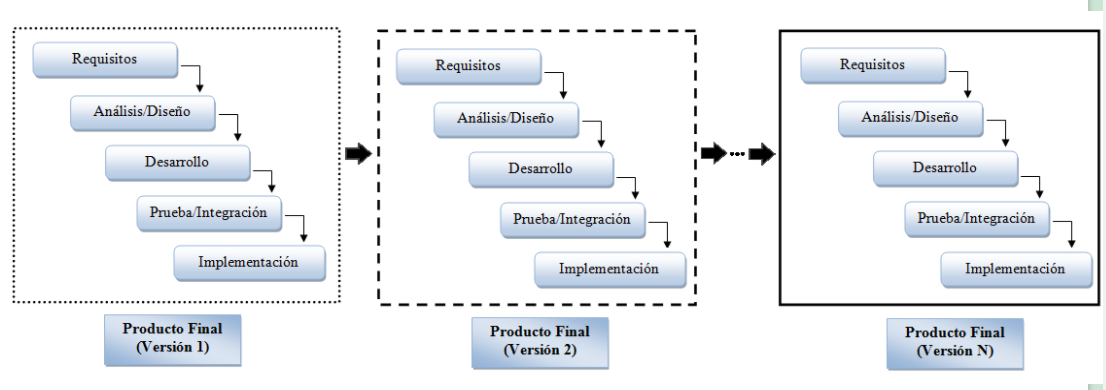 Requisitos
Análisis/Diseño
Desarrollo
Prueba/Integración
Implementación
Producto Final
(Versión 1)
Requisitos
Análisis/Diseño
Desarrollo
Prueba/Integración
Implementación
Producto Final
(Versión 2)
...
Requisitos
Análisis/Diseño
Desarrollo
Prueba/Integración
Implementación
Producto Final
(Versión N)